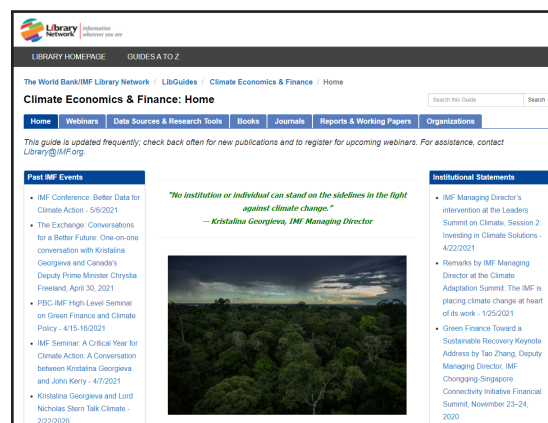 Library
Network
information
wherever you are
LIBRARY HOMEPAGE GUIDES A TO Z
The World Bank/IMF Library Network / LibGuides / Climate Economics & Finance / Home
Climate Economics & Finance: Home
Search this Guide Search
Home Webinars Data Sources & Research Tools Books Journals Reports & Working Papers Organizations
This guide is updated frequently; check back often for new publications and to register for upcoming webinars. For assistance, contact
Library@IMF.org.
Past IMF Events
IMF Conference: Better Data for
Climate Action - 5/6/2021
The Exchange: Conversations
for a Better Future: One-on-one
conversation with Kristalina
Georgieva and Canada's
Deputy Prime Minister Chrystia
Freeland, April 30, 2021
PBC-IMF High-Level Seminar
on Green Finance and Climate
Policy - 4/15-16/2021
IMF Seminar: A Critical Year for
Climate Action: A Conversation
between Kristalina Georgieva
and John Kerry - 4/7/2021
Kristalina Georgieva and Lord
Nicholas Stern Talk Climate -
2/22/2020
"No institution or individual can stand on the sidelines in the fight
against climate change."
— Kristalina Georgieva, IMF Managing Director
Institutional Statements
IMF Managing Director's
intervention at the Leaders
Summit on Climate, Session 2:
Investing in Climate Solutions -
4/22/2021
Remarks by IMF Managing
Director at the Climate
Adaptation Summit: The IMF is
placing climate change at heart
of its work - 1/25/2021
Green Finance Toward a
Sustainable Recovery Keynote
Address by Tao Zhang, Deputy
Managing Director, IMF
Chongqing-Singapore
Connectivity Initiative Financial
Summit, November 23–24,
2020